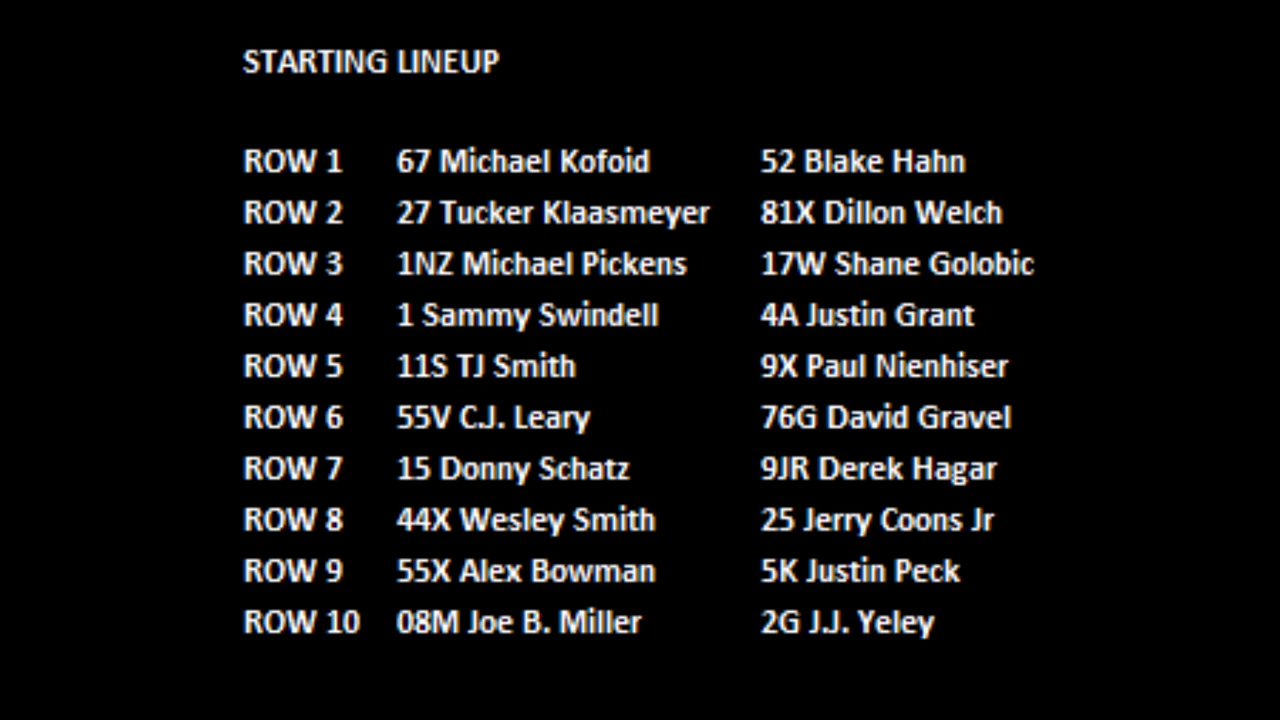 STARTING LINEUP
ROW 1 67 Michael Kofoid 52 Blake Hahn
ROW 2 27 Tucker Klaasmeyer 81X Dillon Welch
ROW 3 1NZ Michael Pickens 17W Shane Golobic
ROW 4 1 Sammy Swindell 4A Justin Grant
ROW 5 11S TJ Smith 9X Paul Nienhiser
ROW 6 55V C.J. Leary 76G David Gravel
ROW 7 15 Donny Schatz 9JR Derek Hagar
ROW 8 44X Wesley Smith 25 Jerry Coons Jr
ROW 9 55X Alex Bowman 5K Justin Peck
ROW 10 08M Joe B. Miller 2G J.J. Yeley